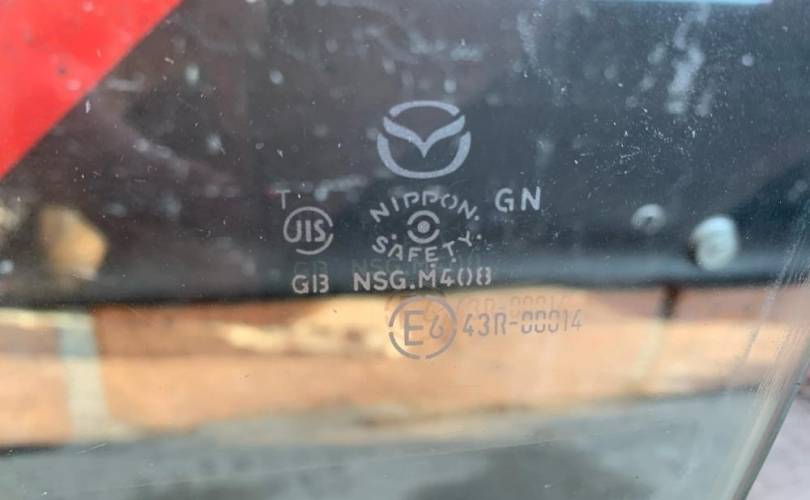 T NIPPON. GN
JIS
.SAFETY.
GB NSG.M408
E6 43R-00014